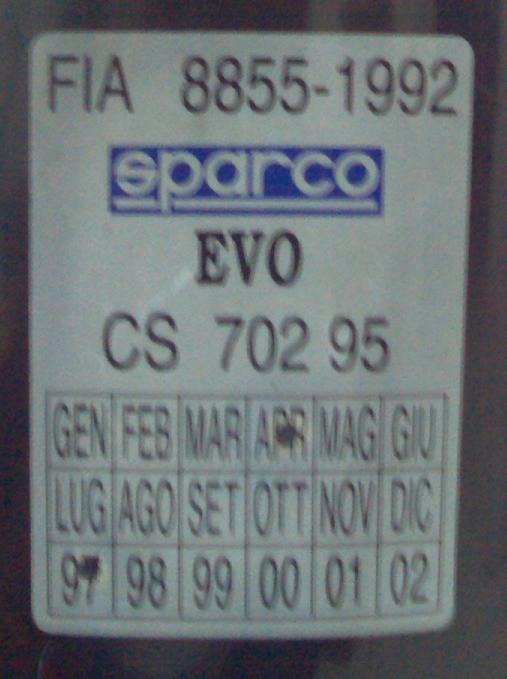 FIA 8855-1992
sparco
EVO
CS 702 95
GEN FEB MAR APR MAG GIU
LUG AGO SET OTT NOV DIC
97 98 99 00 01 02